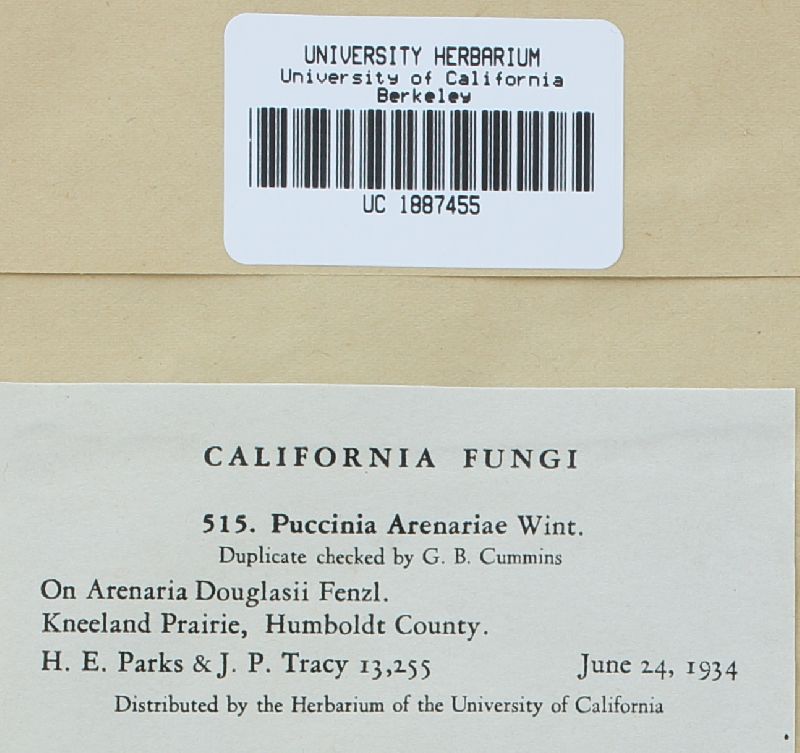 UNIVERSITY HERBARIUM
University of California
Berkeley
UC 1887455
CALIFORNIA FUNGI
515. Puccinia Arenariae Wint.
Duplicate checked by G. B. Cummins
On Arenaria Douglasii Fenzl.
Kneeland Prairie, Humboldt County.
H. E. Parks & J. P. Tracy 13,255 June 24, 1934
Distributed by the Herbarium of the University of California